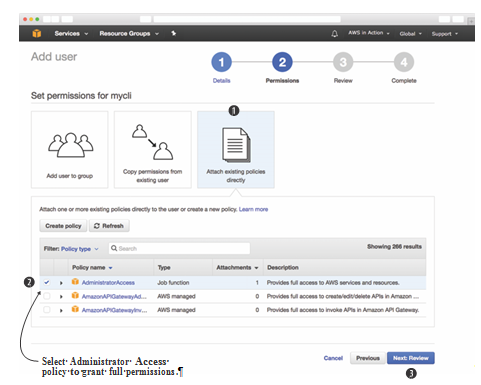 Services
Resource Groups
AWS in Action
Global
Support
Add user
1
2
3
4
Details
Permissions
Review
Complete
Set permissions for mycli
1
Add user to group
Copy permissions from
existing user
Attach existing policies
directly
Attach one or more existing policies directly to the user or create a new policy. Learn more
Create policy
Refresh
Filter: Policy type
Search
Showing 266 results
Policy name
Type
Attachments
Description
2
AdministratorAccess
Job function
1
Provides full access to AWS services and resources.
AmazonAPIGatewayAd...
AWS managed
0
Provides full access to create/edit/delete APIs in Amazon ...
AmazonAPIGatewayInv...
AWS managed
0
Provides full access to invoke APIs in Amazon API Gateway.
Select· Administrator· Access·
policy·to·grant·full·permissions.¶
Cancel
Previous
Next: Review
3